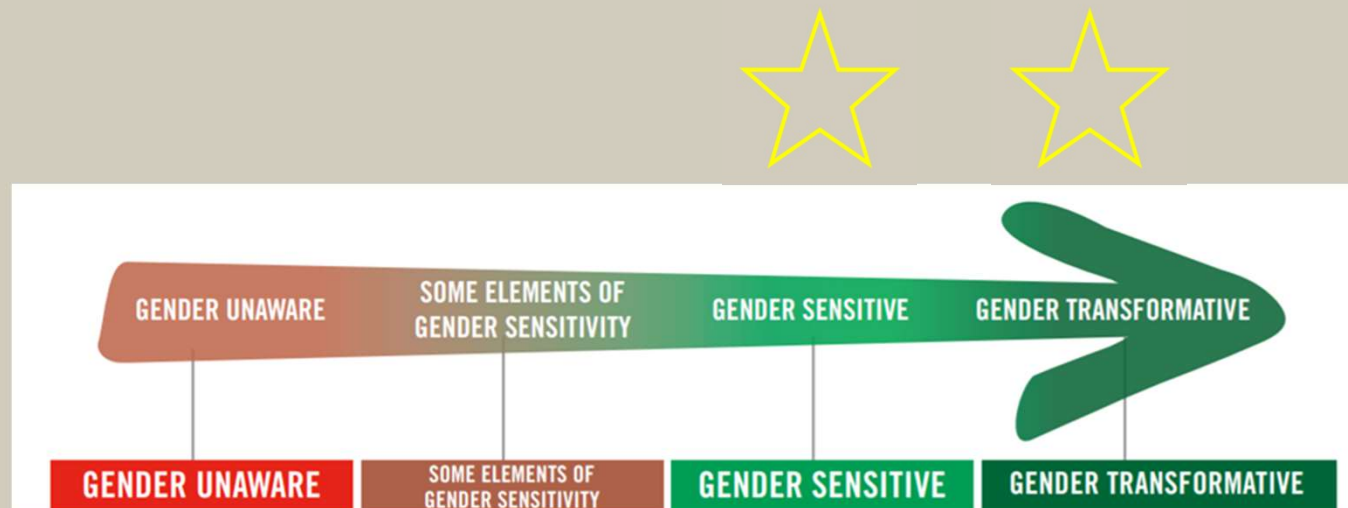 GENDER UNAWARE
SOME ELEMENTS OF
GENDER SENSITIVITY
GENDER SENSITIVE
GENDER TRANSFORMATIVE
GENDER UNAWARE
SOME ELEMENTS OF
GENDER SENSITIVITY
GENDER SENSITIVE
GENDER TRANSFORMATIVE